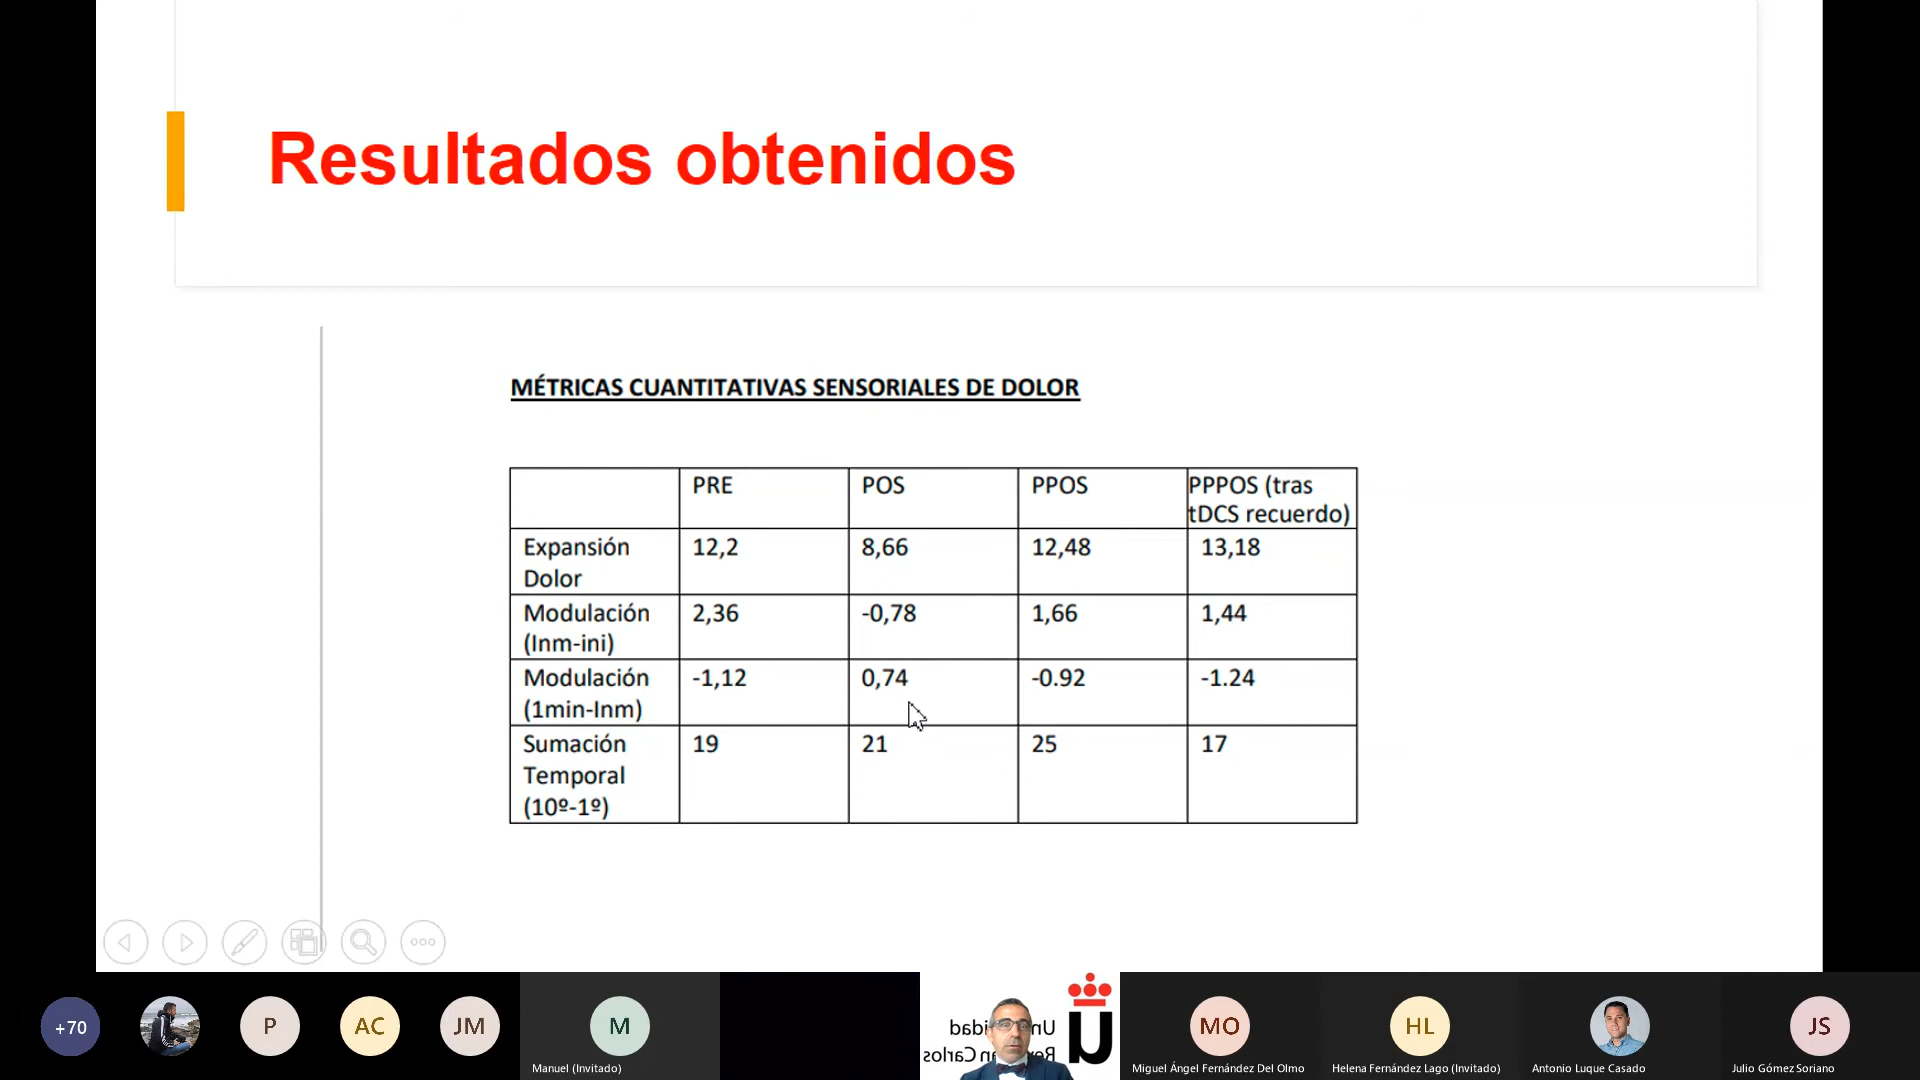 Resultados obtenidos
MÉTRICAS CUANTITATIVAS SENSORIALES DE DOLOR
PRE POS PPOS PPPOS (tras
tDCS recuerdo)
Expansión 12,2 8,66 12,48 13,18
Dolor
Modulación 2,36 -0,78 1,66 1,44
(Inm-ini)
Modulación -1,12 0,74 -0.92 -1.24
(1min-Inm)
Sumación 19 21 25 17
Temporal
(10º-1º)
+70 P AC JM M MO HL JS
Manuel (Invitado) Miguel Ángel Fernández Del Olmo Helena Fernández Lago (Invitado) Antonio Luque Casado Julio Gómez Soriano